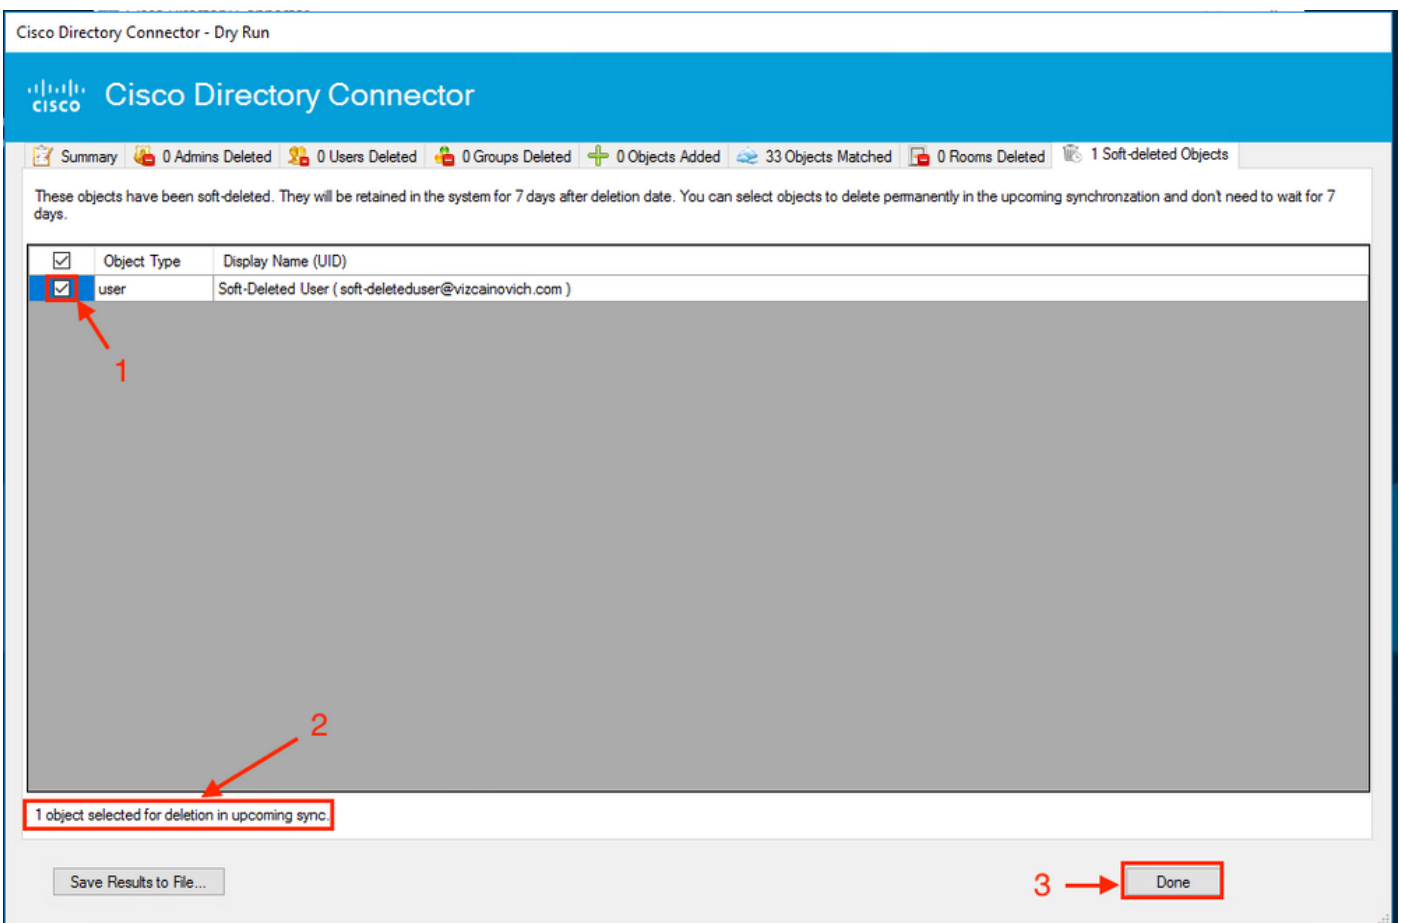 Cisco Directory Connector - Dry Run
cisco Cisco Directory Connector
Summary 0 Admins Deleted 0 Users Deleted 0 Groups Deleted 0 Objects Added 33 Objects Matched 0 Rooms Deleted 1 Soft-deleted Objects
These objects have been soft-deleted. They will be retained in the system for 7 days after deletion date. You can select objects to delete permanently in the upcoming synchronzation and don't need to wait for 7
days.
Object Type Display Name (UID)
user Soft-Deleted User ( soft-deleteduser@vizcainovich.com )
1
2
1 object selected for deletion in upcoming sync.
Save Results to File... 3 Done